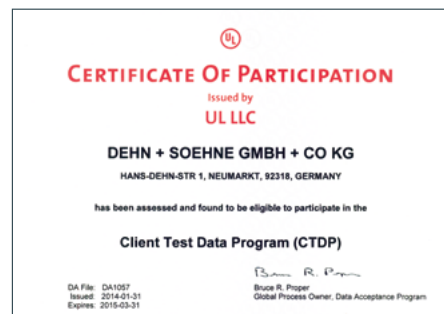 UL
CERTIFICATE OF PARTICIPATION
Issued by
UL LLC
DEHN + SOEHNE GMBH + CO KG
HANS-DEHN-STR 1, NEUMARKT, 92318, GERMANY
has been assessed and found to be eligible to participate in the
Client Test Data Program (CTDP)
Bruce R. Proper
DA File: DA1057
Issued: 2014-01-31
Expires: 2015-03-31
Bruce R. Proper
Global Process Owner, Data Acceptance Program